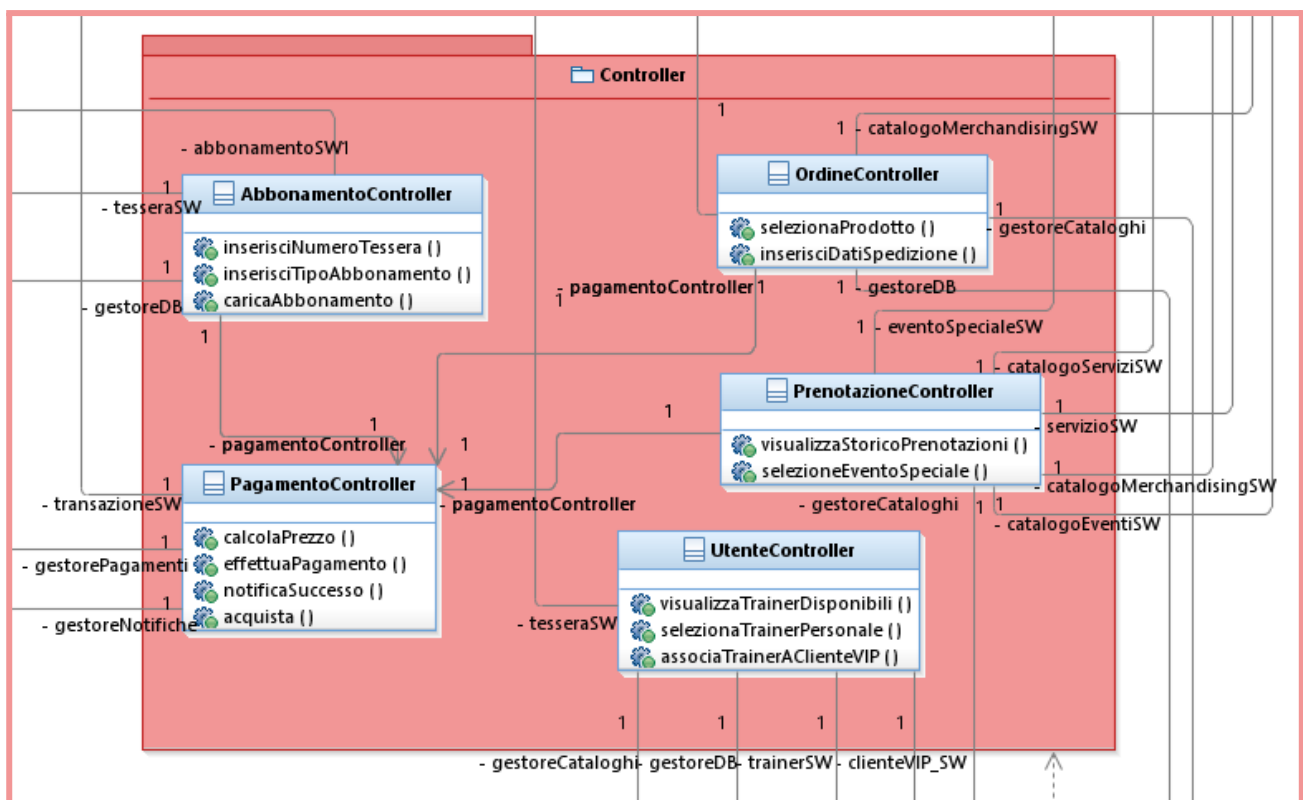 Controller
1
1 - catalogoMerchandisingSW
- abbonamentoSW1
OrdineController
1
AbbonamentoController
- tesseraSW
1
selezionaProdotto ()
- gestoreCataloghi
inserisciNumeroTessera ()
inserisciDatiSpedizione ()
1
inserisciTipoAbbonamento ()
- pagamentoController
1
1
1 - gestoreDB
caricaAbbonamento ()
- gestoreDB
1
1 - eventoSpecialeSW
1 - catalogoServiziSW
PrenotazioneController
1
1
- servizioSW
1
- pagamentoController
1
visualizzaStoricoPrenotazioni ()
selezioneEventoSpeciale ()
1
PagamentoController
1
1
- catalogoMerchandisingSW
- transazioneSW
- pagamentoController
- gestoreCataloghi
1
1
- catalogoEventiSW
calcolaPrezzo ()
1
UtenteController
- gestorePagamenti
effettuaPagamento ()
notificaSuccesso ()
1
visualizzaTrainerDisponibili ()
acquista ()
- gestoreNotifiche
- tesseraSW
selezionaTrainerPersonale ()
associaTrainerAClienteVIP ()
1
1
1
1
- gestoreCataloghi
- gestoreDB
- trainerSW
- clienteVIP_SW